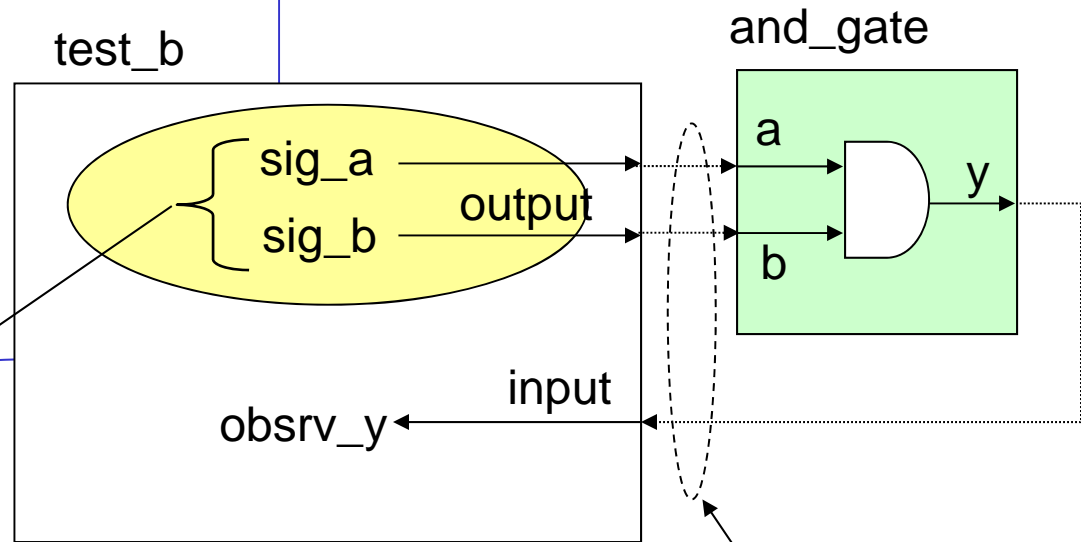 test_b
and_gate
sig_a
output
sig_b
a
b
y
input
obsrv_y